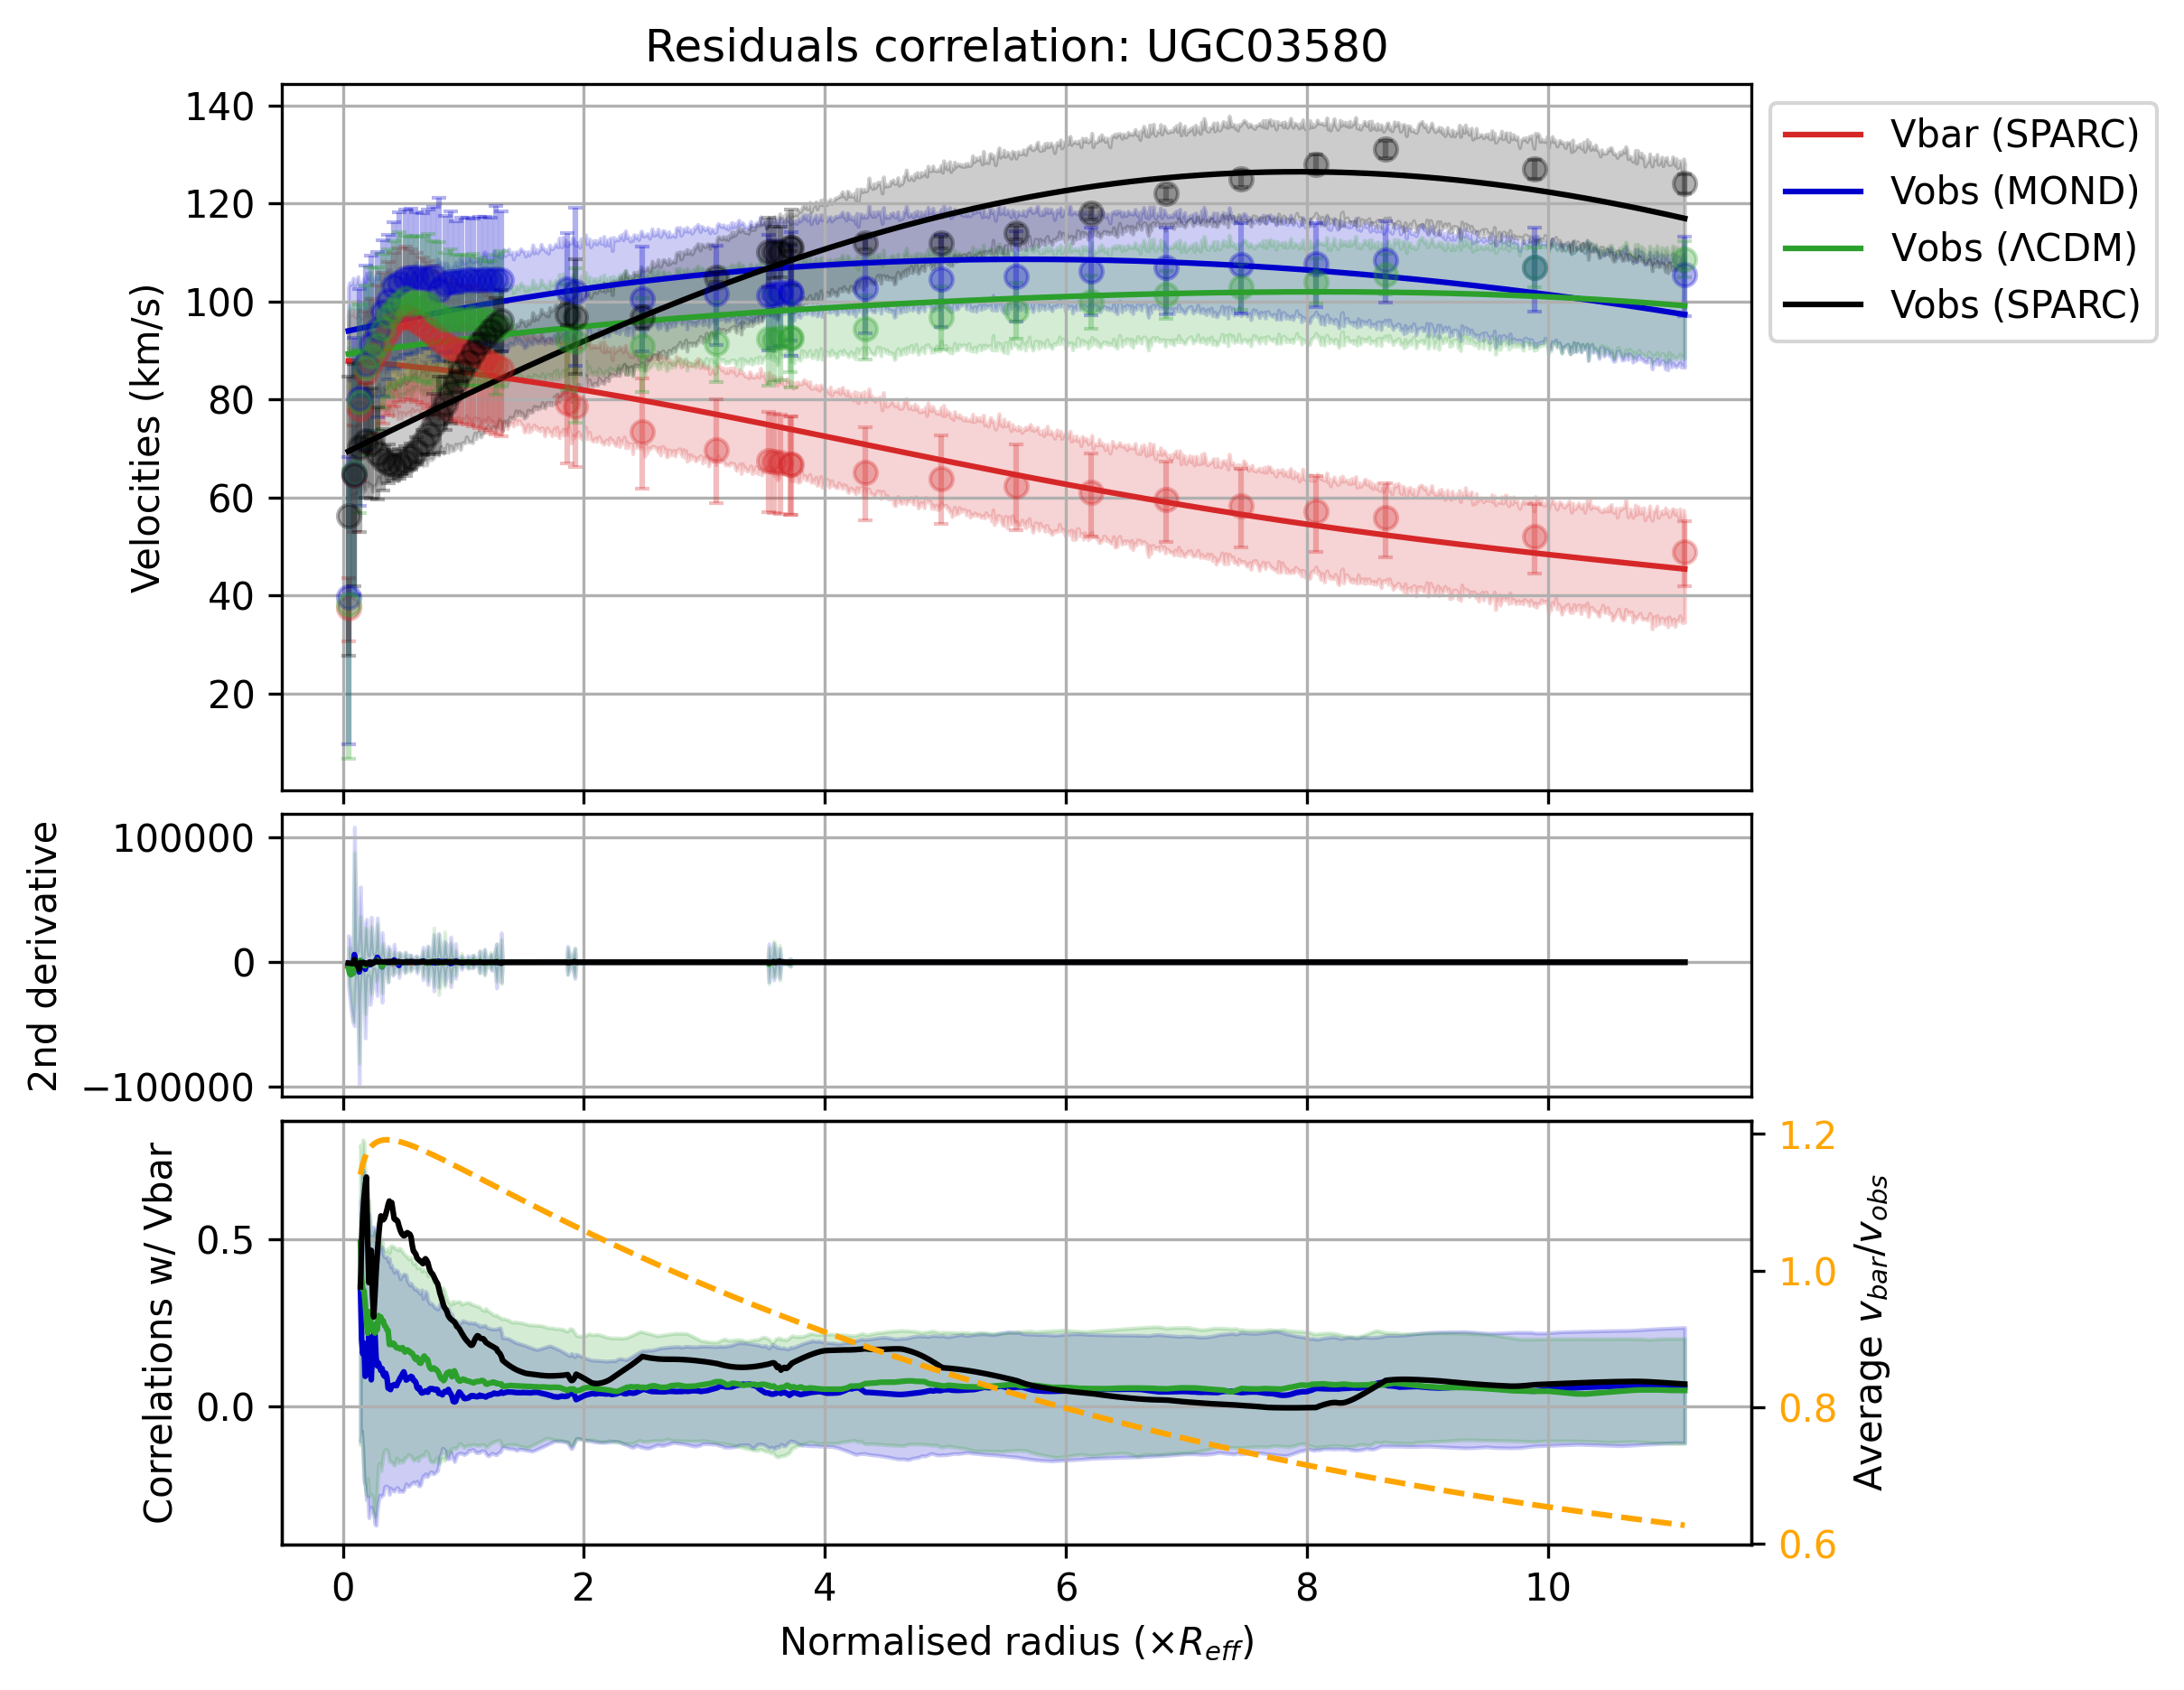 Residuals correlation: UGC03580
140
120
100
80
60
40
20
Velocities (km/s)
Vbar (SPARC)
Vobs (MOND)
Vobs (ΛCDM)
Vobs (SPARC)
100000
0
−100000
2nd derivative
0.5
0.0
Correlations w/ Vbar
1.2
1.0
0.8
0.6
Average v_bar/v_obs
0 2 4 6 8 10
Normalised radius (×R_eff)